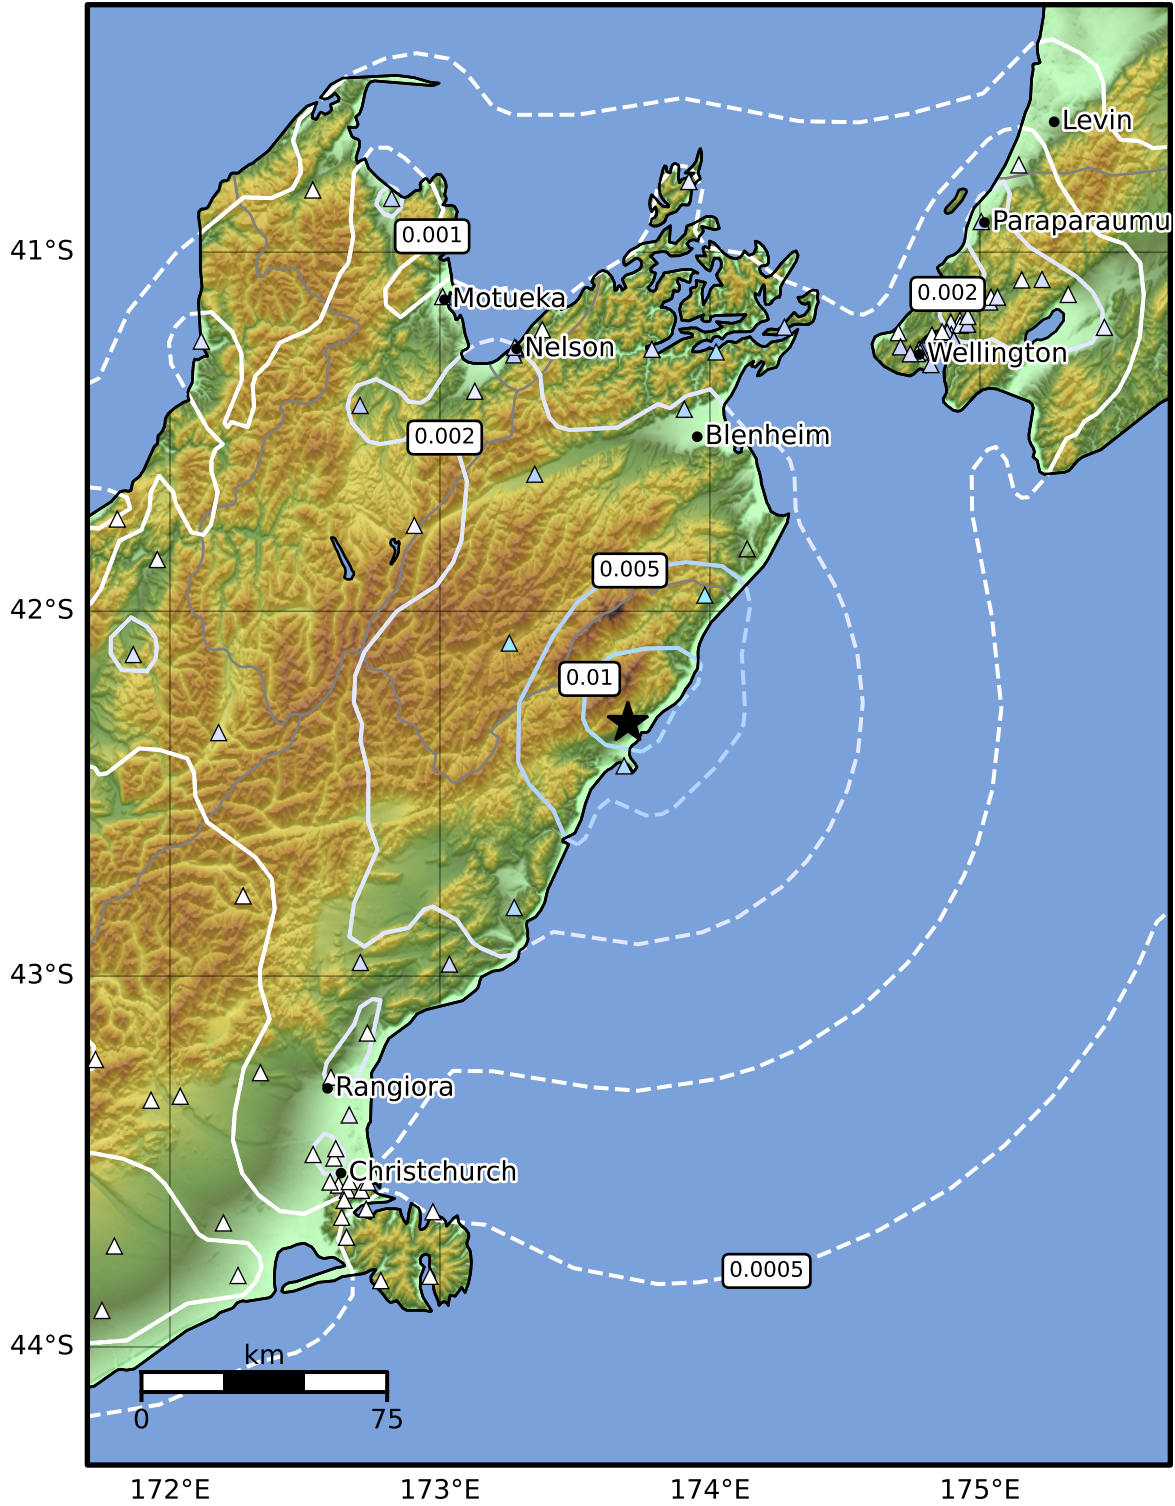 Levin
Paraparaumu
41°S
0.001
0.002
Motueka
Nelson
Wellington
0.002
Blenheim
0.005
42°S
0.01
43°S
Rangiora
Christchurch
0.0005
44°S
km
0 75
172°E 173°E 174°E 175°E